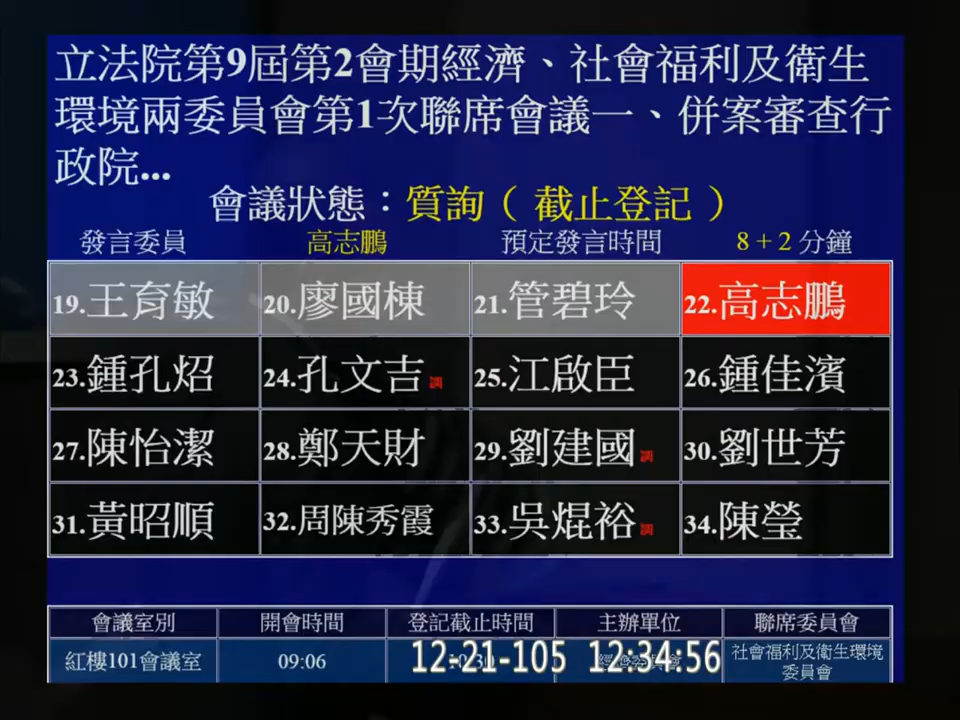 立法院第9屆第2會期經濟、社會福利及衛生
環境兩委員會第1次聯席會議一、併案審查行
政院...
會議狀態：質詢（ 截止登記 ）
發言委員 高志鵬 預定發言時間 8 + 2 分鐘
19.王育敏 20.廖國棟 21.管碧玲 22.高志鵬
23.鍾孔炤 24.孔文吉調 25.江啟臣 26.鍾佳濱
27.陳怡潔 28.鄭天財 29.劉建國調 30.劉世芳
31.黃昭順 32.周陳秀霞 33.吳焜裕調 34.陳瑩
會議室別 開會時間 登記截止時間 主辦單位 聯席委員會
紅樓101會議室 09:06 12-21-105 12:34:56 社會福利及衛生環境
委員會